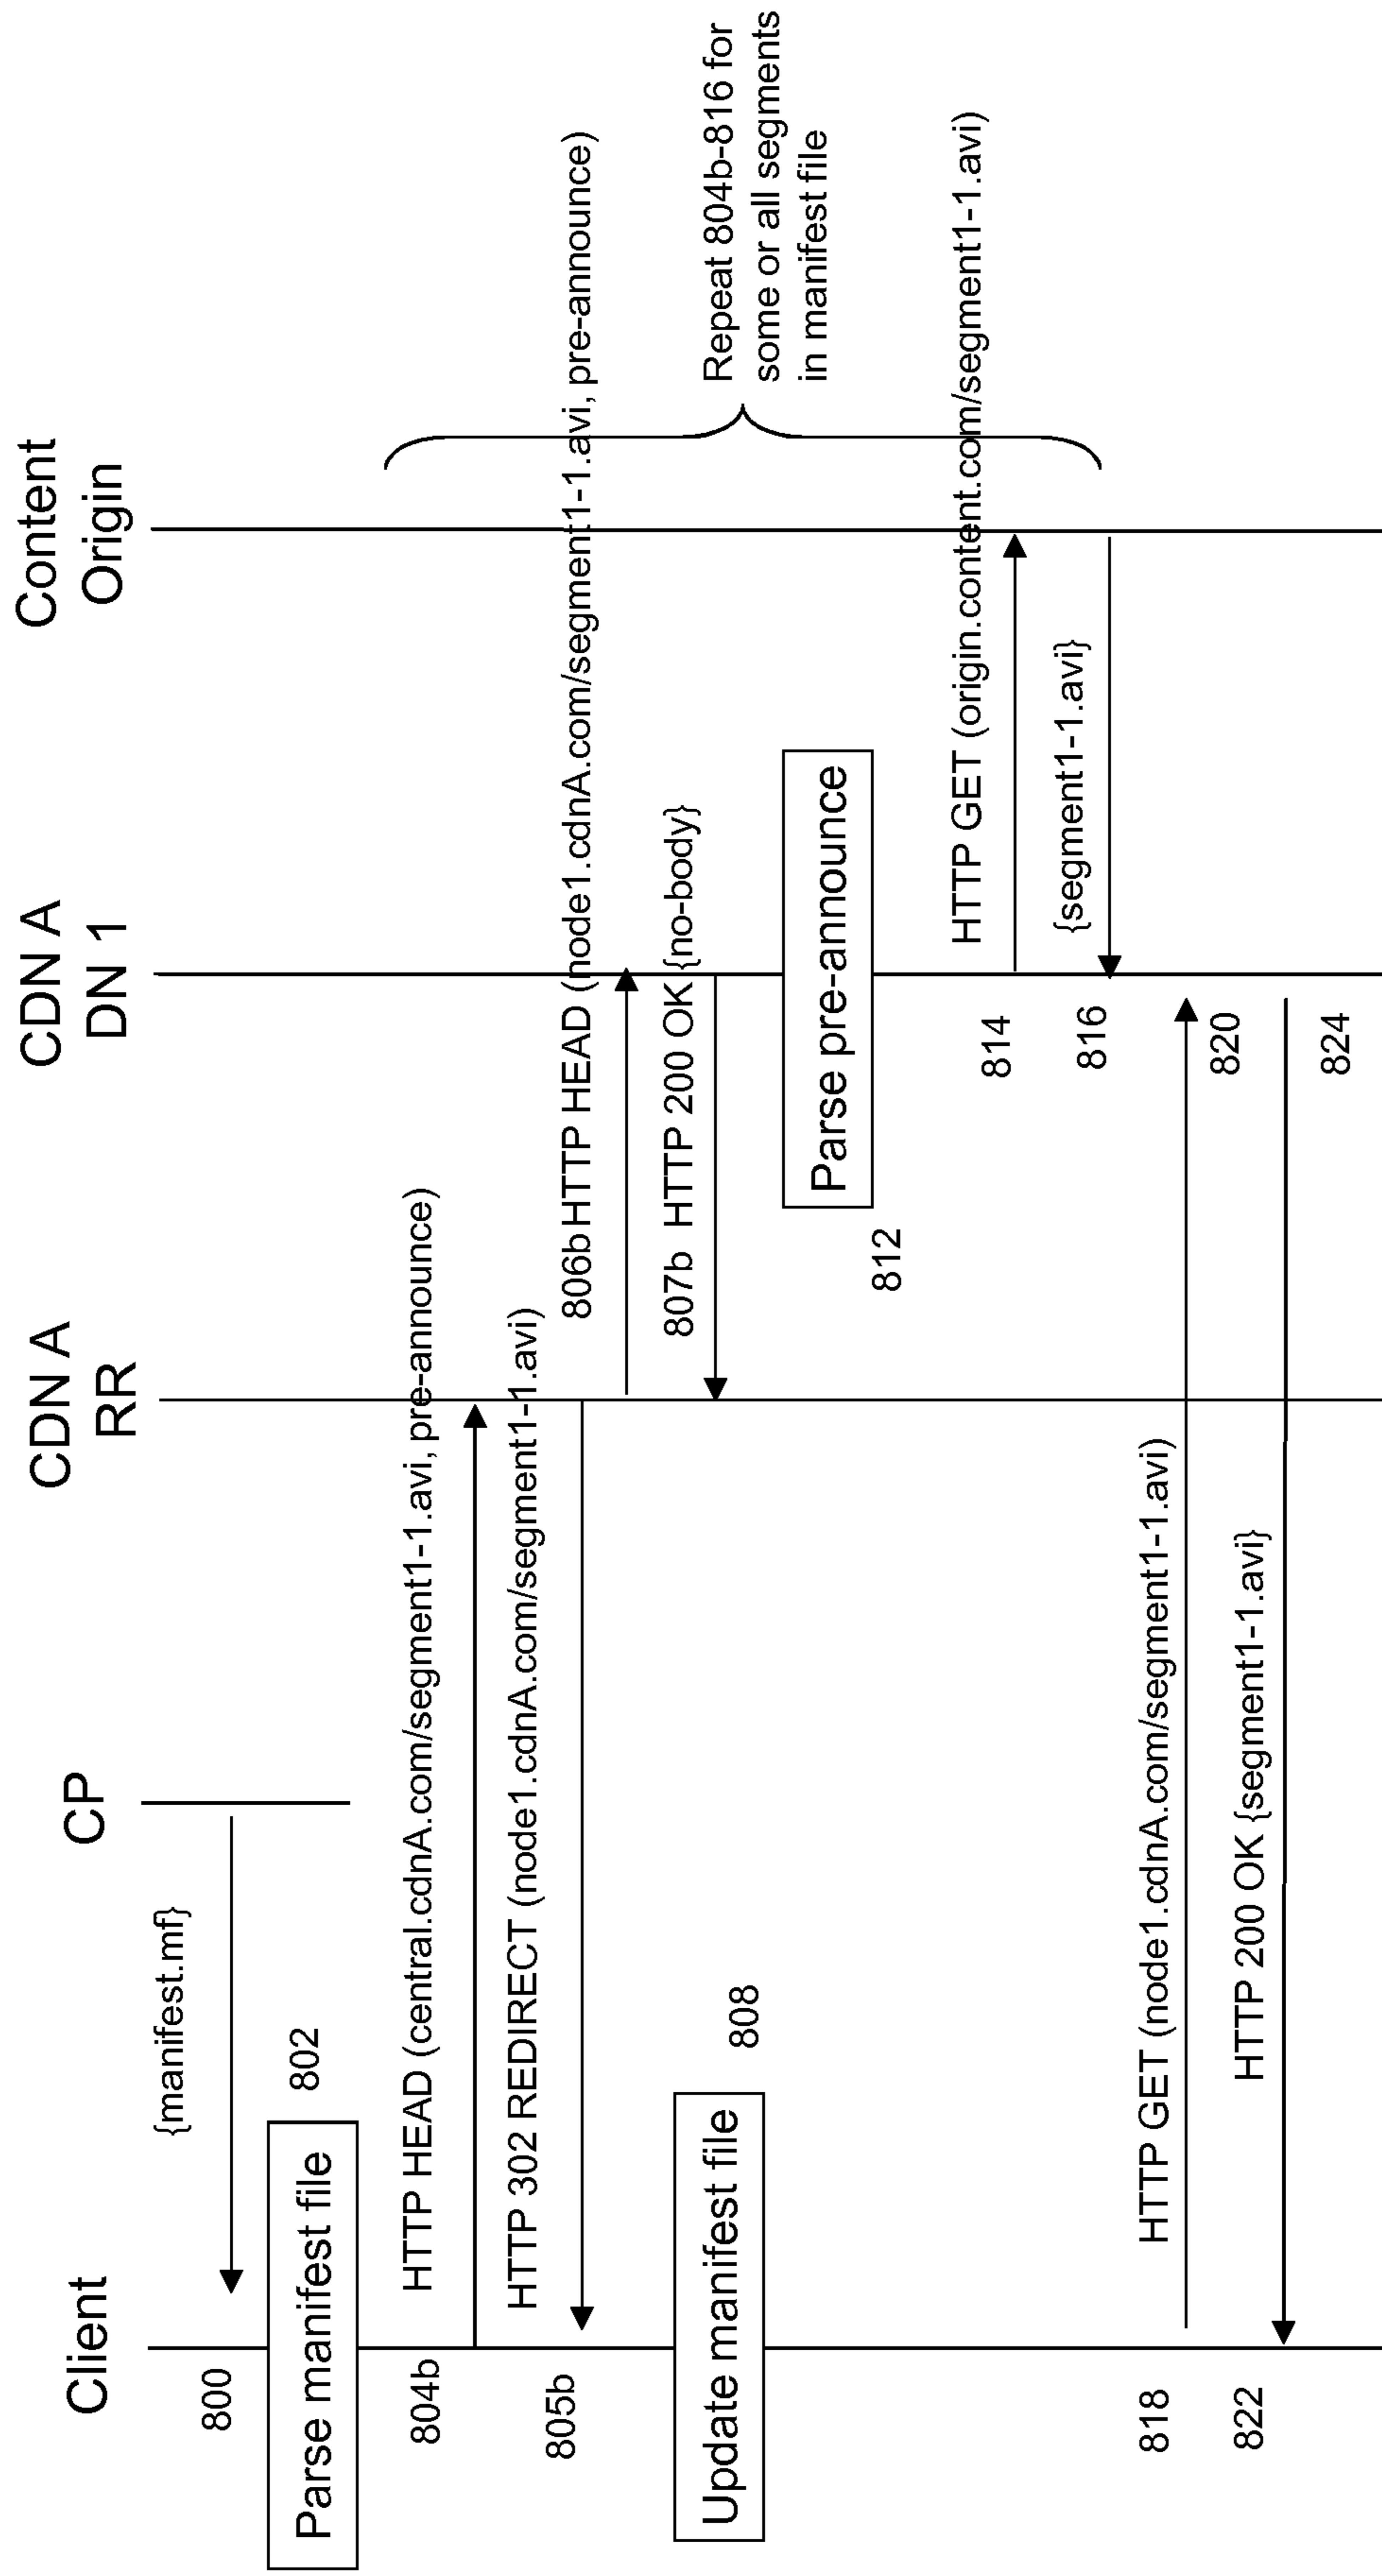 Client
CP
CDN A
RR
CDN A
DN 1
Content
Origin
800
{manifest.mf}
Parse manifest file
802
804b
HTTP HEAD (central.cdnA.com/segment1-1.avi, pre-announce)
805b
HTTP 302 REDIRECT (node1.cdnA.com/segment1-1.avi)
806b HTTP HEAD (node1.cdnA.com/segment1-1.avi, pre-announce)
807b HTTP 200 OK {no-body}
Update manifest file
808
Parse pre-announce
812
Repeat 804b-816 for
some or all segments
in manifest file
814
HTTP GET (origin.content.com/segment1-1.avi)
816
{segment1-1.avi}
818
HTTP GET (node1.cdnA.com/segment1-1.avi)
820
822
HTTP 200 OK {segment1-1.avi}
824